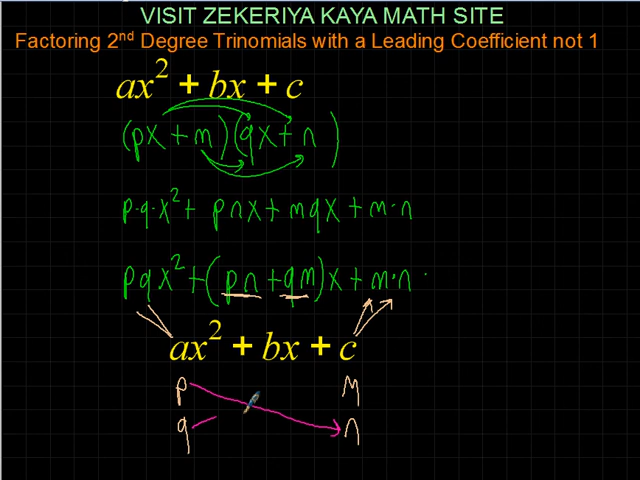 VISIT ZEKERIYA KAYA MATH SITE
Factoring 2nd Degree Trinomials with a Leading Coefficient not 1
ax² + bx + c
(px + m)(qx + n)
p·q·x² + pnx + mqx + m·n
pqx² + (pn + qm)x + m·n
ax² + bx + c
p M
q n